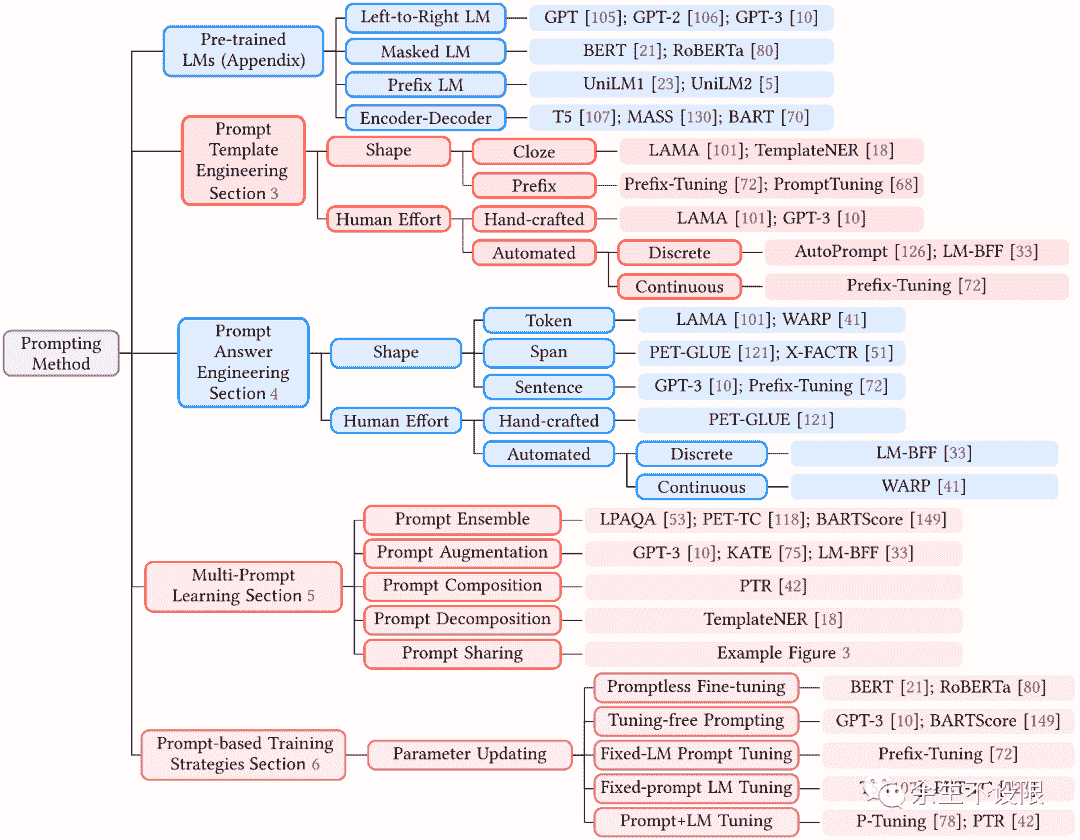 Prompting
Method
Pre-trained
LMs (Appendix)
Left-to-Right LM
GPT [105]; GPT-2 [106]; GPT-3 [10]
Masked LM
BERT [21]; RoBERTa [80]
Prefix LM
UniLM1 [23]; UniLM2 [5]
Encoder-Decoder
T5 [107]; MASS [130]; BART [70]
Prompt
Template
Engineering
Section 3
Shape
Cloze
LAMA [101]; TemplateNER [18]
Prefix
Prefix-Tuning [72]; PromptTuning [68]
Human Effort
Hand-crafted
LAMA [101]; GPT-3 [10]
Automated
Discrete
AutoPrompt [126]; LM-BFF [33]
Continuous
Prefix-Tuning [72]
Prompt
Answer
Engineering
Section 4
Shape
Token
LAMA [101]; WARP [41]
Span
PET-GLUE [121]; X-FACTR [51]
Sentence
GPT-3 [10]; Prefix-Tuning [72]
Human Effort
Hand-crafted
PET-GLUE [121]
Automated
Discrete
LM-BFF [33]
Continuous
WARP [41]
Multi-Prompt
Learning Section 5
Prompt Ensemble
LPAQA [53]; PET-TC [118]; BARTScore [149]
Prompt Augmentation
GPT-3 [10]; KATE [75]; LM-BFF [33]
Prompt Composition
PTR [42]
Prompt Decomposition
TemplateNER [18]
Prompt Sharing
Example Figure 3
Prompt-based Training
Strategies Section 6
Parameter Updating
Promptless Fine-tuning
BERT [21]; RoBERTa [80]
Tuning-free Prompting
GPT-3 [10]; BARTScore [149]
Fixed-LM Prompt Tuning
Prefix-Tuning [72]
Fixed-prompt LM Tuning
余生不设限
Prompt+LM Tuning
P-Tuning [78]; PTR [42]